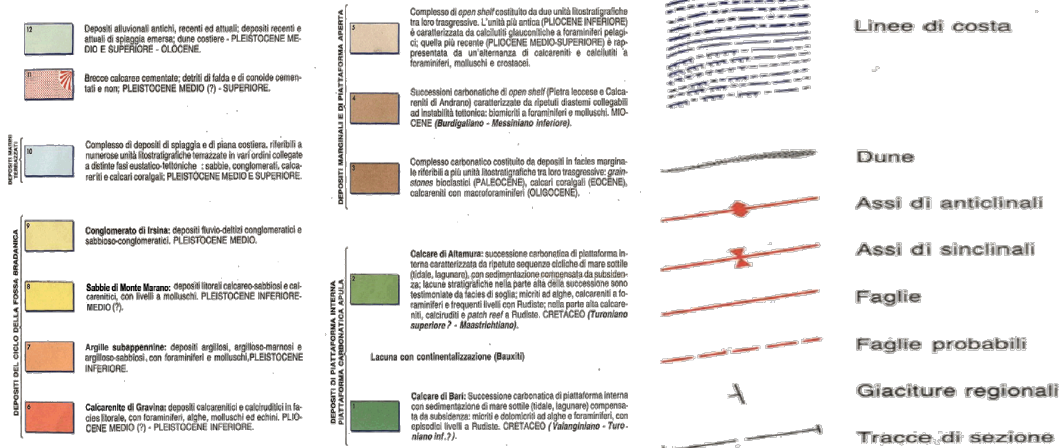 12
Depositi alluvionali antichi, recenti ed attuali; depositi recenti e
attuali di spiaggia emersa; dune costiere - PLEISTOCENE ME-
DIO E SUPERIORE - OLOCENE.
11
Brecce calcaree cementate; detriti di falda e di conoide cemen-
tati e non; PLEISTOCENE MEDIO (?) - SUPERIORE.
DEPOSITI MARINI
TERRAZZATI
10
Complesso di depositi di spiaggia e di piana costiera, riferibili a
numerose unità litostratigrafiche terrazzate in vari ordini collegate
a distinte fasi eustatico-tettoniche : sabbie, conglomerati, calca-
reniti e calcari coralgali; PLEISTOCENE MEDIO E SUPERIORE.
DEPOSITI DEL CICLO DELLA FOSSA BRADANICA
9
Conglomerato di Irsina: depositi fluvio-deltizi conglomeratici e
sabbioso-conglomeratici. PLEISTOCENE MEDIO.
8
Sabbie di Monte Marano: depositi litorali calcareo-sabbiosi e cal-
carenitici, con livelli a molluschi. PLEISTOCENE INFERIORE-
MEDIO (?).
7
Argille subappennine: depositi argillosi, argilloso-marnosi e
argilloso-sabbiosi, con foraminiferi e molluschi,PLEISTOCENE
INFERIORE.
6
Calcarenite di Gravina: depositi calcarenitici e calciruditici in fa-
cies litorale, con foraminiferi, alghe, molluschi ed echini. PLIO-
CENE MEDIO (?) - PLEISTOCENE INFERIORE.
DEPOSITI MARGINALI E DI PIATTAFORMA APERTA
5
Complesso di open shelf costituito da due unità litostratigrafiche
tra loro trasgressive. L'unità più antica (PLIOCENE INFERIORE)
è caratterizzata da calcilutiti glauconitiche a foraminiferi pelagi-
ci; quella più recente (PLIOCENE MEDIO-SUPERIORE) è rap-
presentata da un'alternanza di calcareniti e calcilutiti a
foraminiferi, molluschi e crostacei.
4
Successioni carbonatiche di open shelf (Pietra leccese e Calca-
reniti di Andrano) caratterizzate da ripetuti diastemi collegabili
ad instabilità tettonica: biomicriti a foraminiferi e molluschi. MIO-
CENE (Burdigaliano - Messiniano inferiore).
3
Complesso carbonatico costituito da depositi in facies margina-
le riferibili a più unità litostratigrafiche tra loro trasgressive: grain-
stones bioclastici (PALEOCENE), calcari coralgali (EOCENE),
calcareniti con macroforaminiferi (OLIGOCENE).
DEPOSITI DI PIATTAFORMA INTERNA
PIATTAFORMA CARBONATICA APULA
2
Calcare di Altamura: successione carbonatica di piattaforma in-
terna caratterizzata da ripetute sequenze cicliche di mare sottile
(tidale, lagunare), con sedimentazione compensata da subsiden-
za; lacune stratigrafiche nella parte alta della successione sono
testimoniate da facies di soglia; micriti ad alghe, calcareniti a fo-
raminiferi e frequenti livelli con Rudiste; nella parte alta calcare-
niti, calciruditi e patch reef a Rudiste. CRETACEO (Turoniano
superiore ? - Maastrichtiano).
Lacuna con continentalizzazione (Bauxiti)
1
Calcare di Bari: Successione carbonatica di piattaforma interna
con sedimentazione di mare sottile (tidale, lagunare) compensa-
ta da subsidenza; micriti e dolomicriti ad alghe e foraminiferi, con
episodici livelli a Rudiste. CRETACEO ( Valanginiano - Turo-
niano inf.? ).
Linee di costa
Dune
Assi di anticlinali
Assi di sinclinali
Faglie
Faglie probabili
Giaciture regionali
Tracce di sezione